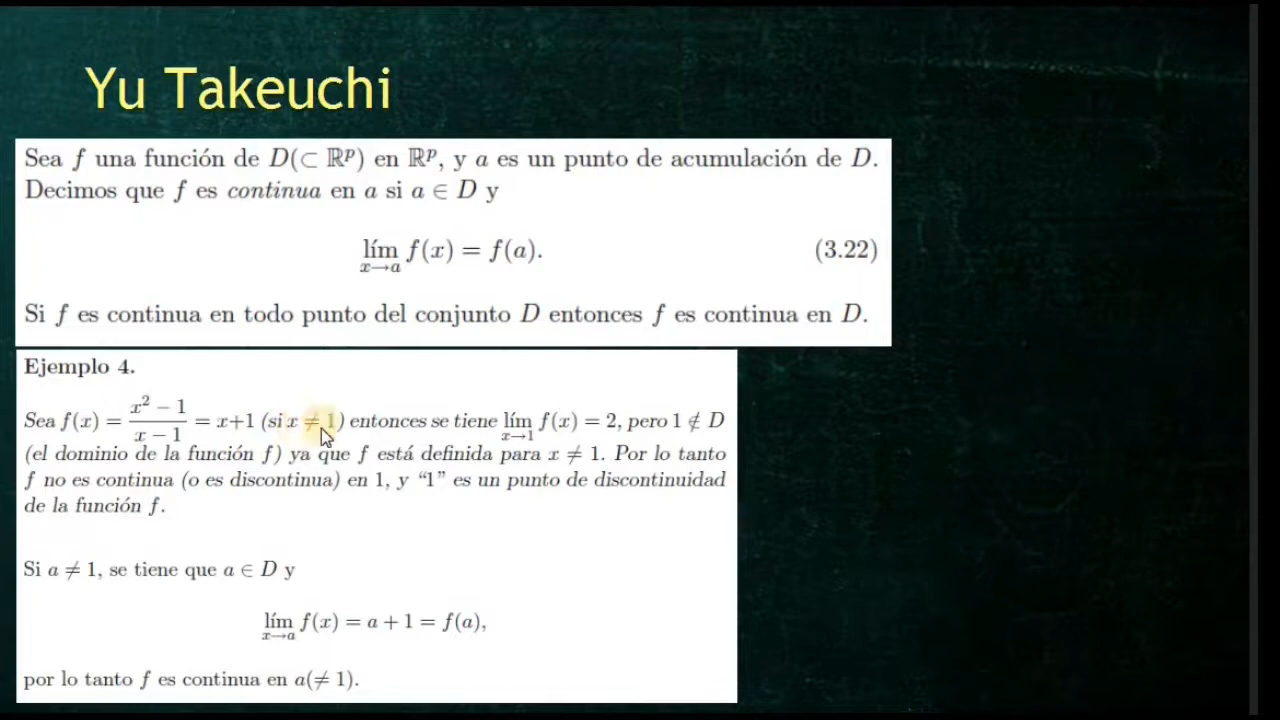 Yu Takeuchi
Sea f una función de D(⊂ ℝᵖ) en ℝᵖ, y a es un punto de acumulación de D.
Decimos que f es continua en a si a ∈ D y
lím f(x) = f(a). (3.22)
x→a
Si f es continua en todo punto del conjunto D entonces f es continua en D.
Ejemplo 4.
Sea f(x) = (x² − 1)/(x − 1) = x+1 (si x ≠ 1) entonces se tiene lím x→1 f(x) = 2, pero 1 ∉ D
(el dominio de la función f) ya que f está definida para x ≠ 1. Por lo tanto
f no es continua (o es discontinua) en 1, y “1” es un punto de discontinuidad
de la función f.
Si a ≠ 1, se tiene que a ∈ D y
lím f(x) = a + 1 = f(a),
x→a
por lo tanto f es continua en a(≠ 1).